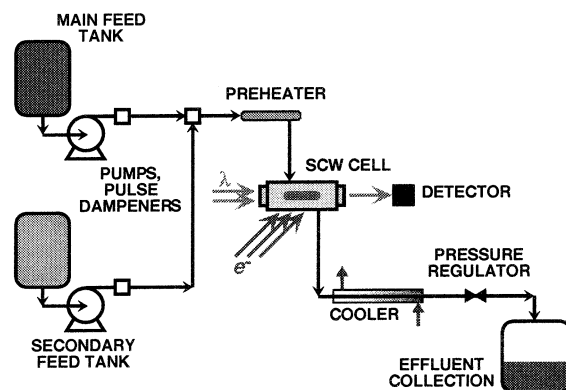 MAIN FEED
TANK
PREHEATER
SCW CELL
λ
DETECTOR
PUMPS,
PULSE
DAMPENERS
e-
PRESSURE
REGULATOR
COOLER
SECONDARY
FEED TANK
EFFLUENT
COLLECTION